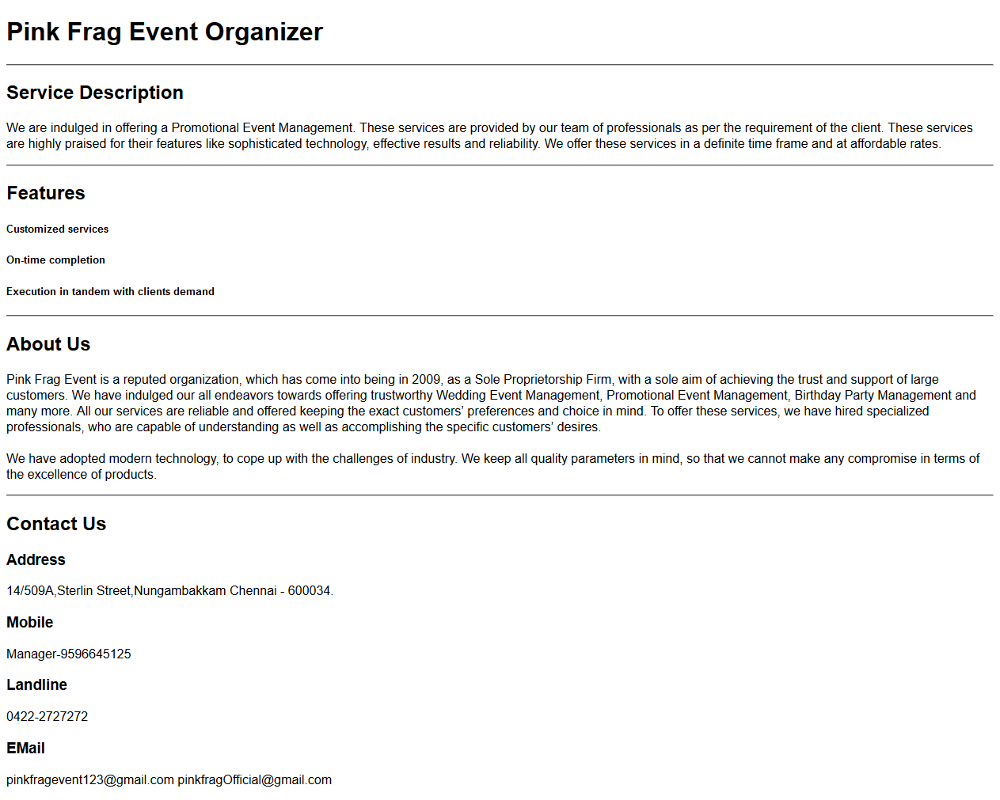 Pink Frag Event Organizer
Service Description
We are indulged in offering a Promotional Event Management. These services are provided by our team of professionals as per the requirement of the client. These services
are highly praised for their features like sophisticated technology, effective results and reliability. We offer these services in a definite time frame and at affordable rates.
Features
Customized services
On-time completion
Execution in tandem with clients demand
About Us
Pink Frag Event is a reputed organization, which has come into being in 2009, as a Sole Proprietorship Firm, with a sole aim of achieving the trust and support of large
customers. We have indulged our all endeavors towards offering trustworthy Wedding Event Management, Promotional Event Management, Birthday Party Management and
many more. All our services are reliable and offered keeping the exact customers’ preferences and choice in mind. To offer these services, we have hired specialized
professionals, who are capable of understanding as well as accomplishing the specific customers’ desires.
We have adopted modern technology, to cope up with the challenges of industry. We keep all quality parameters in mind, so that we cannot make any compromise in terms of
the excellence of products.
Contact Us
Address
14/509A,Sterlin Street,Nungambakkam Chennai - 600034.
Mobile
Manager-9596645125
Landline
0422-2727272
EMail
pinkfragevent123@gmail.com pinkfragOfficial@gmail.com